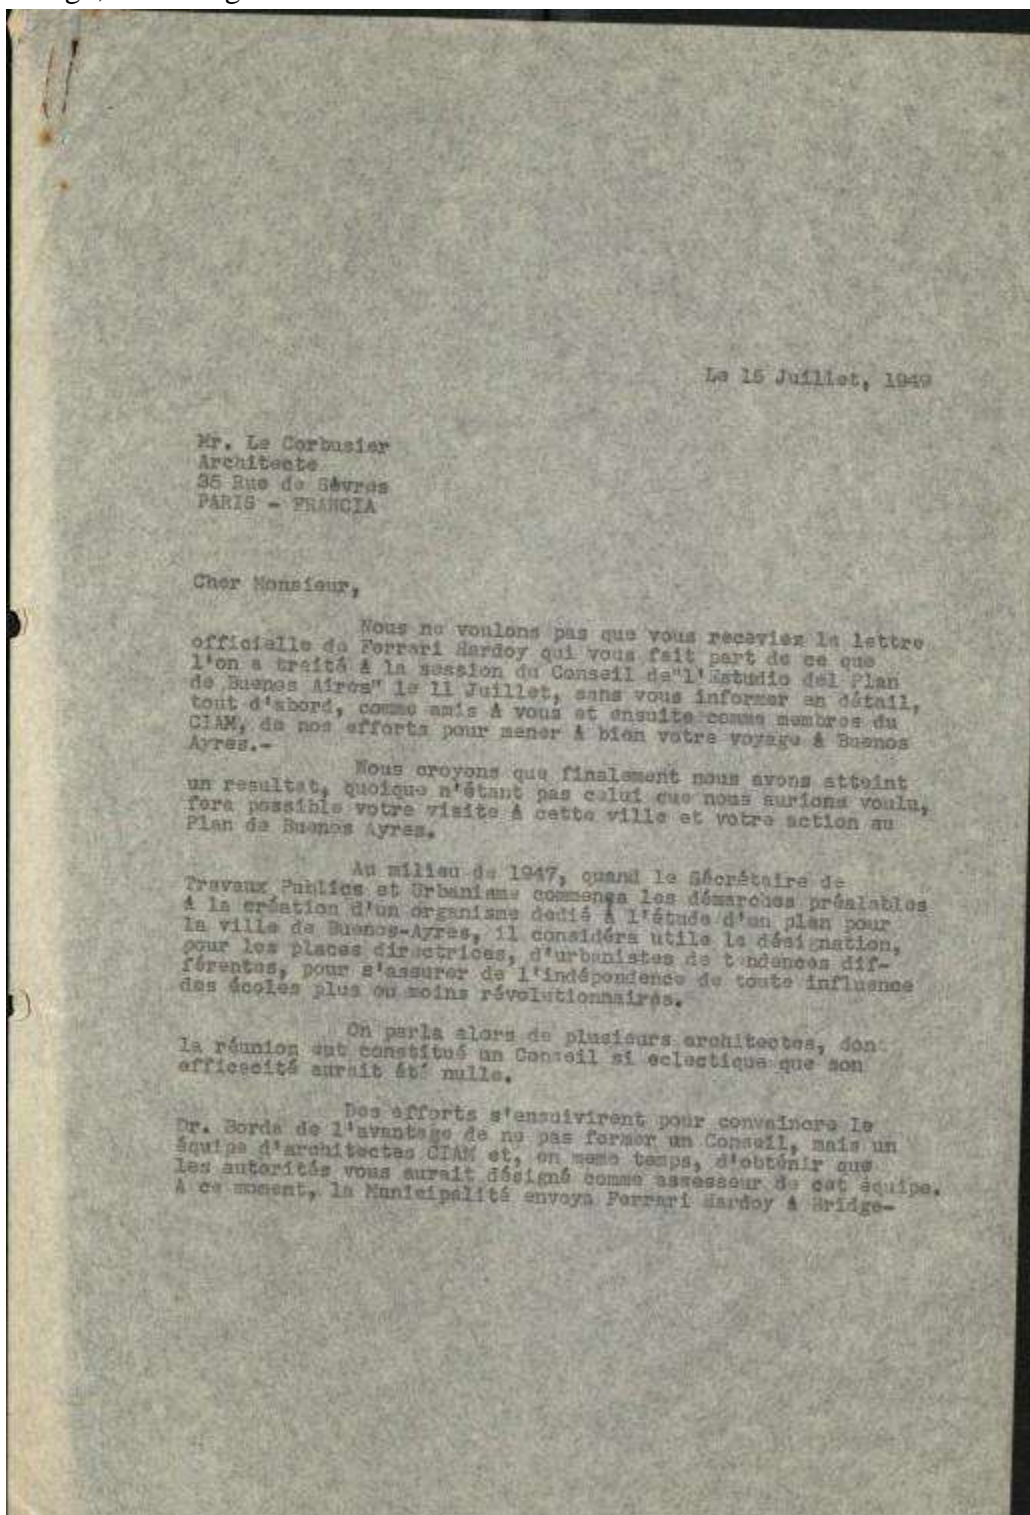 Le 15 Juillet, 1949
Mr. Le Corbusier
Architecte
35 Rue de Sèvres
PARIS - FRANCIA
Cher Monsieur,
Nous ne voulons pas que vous receviez la lettre
officielle de Ferrari Hardoy qui vous fait part de ce que
l'on a traité à la session du Conseil de"l'Estudio del Plan
de Buenos Aires" le 11 Juillet, sans vous informer en détail,
tout d'abord, comme amis à vous et ensuite comme membres du
CIAM, de nos efforts pour mener à bien votre voyage à Buenos
Ayres.-
Nous croyons que finalement nous avons atteint
un resultat, quoique n'étant pas celui que nous aurions voulu,
fera possible votre visite à cette ville et votre action au
Plan de Buenos Ayres.
Au milieu de 1947, quand le Sécrétaire de
Travaux Publics et Urbanisme commença les démarches préalables
à la création d'un organisme dedié à l'étude d'un plan pour
la ville de Buenos-Ayres, il considéra utile la désignation,
pour les places directrices, d'urbanistes de tendances dif-
férentes, pour s'assurer de l'indépendence de toute influence
des écoles plus ou moins révolutionnaires.
On parla alors de plusieurs architectes, dont
la réunion eut constitué un Conseil si eclectique que son
efficacité aurait été nulle.
Des efforts s'ensuivirent pour convaincre le
Dr. Borda de l'avantage de ne pas former un Conseil, mais un
équipe d'architectes CIAM et, en meme temps, d'obténir que
les autorités vous aurait désigné comme assesseur de cet équipe.
A ce moment, la Municipalité envoya Ferrari Hardoy à Bridge-